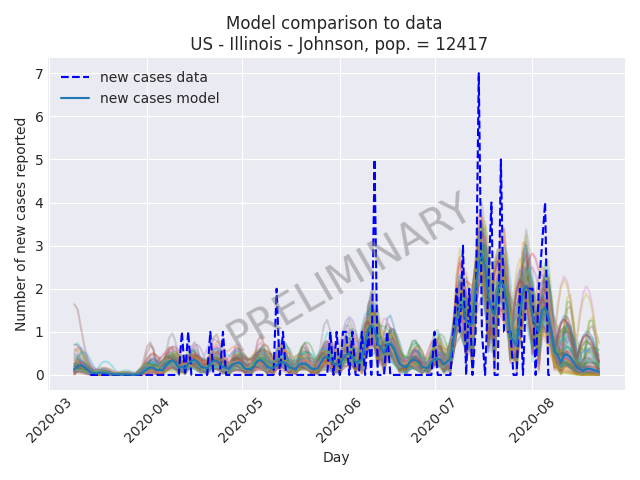 Model comparison to data
US - Illinois - Johnson, pop. = 12417
new cases data
new cases model
PRELIMINARY
Number of new cases reported
7
6
5
4
3
2
1
0
2020-03
2020-04
2020-05
2020-06
2020-07
2020-08
Day